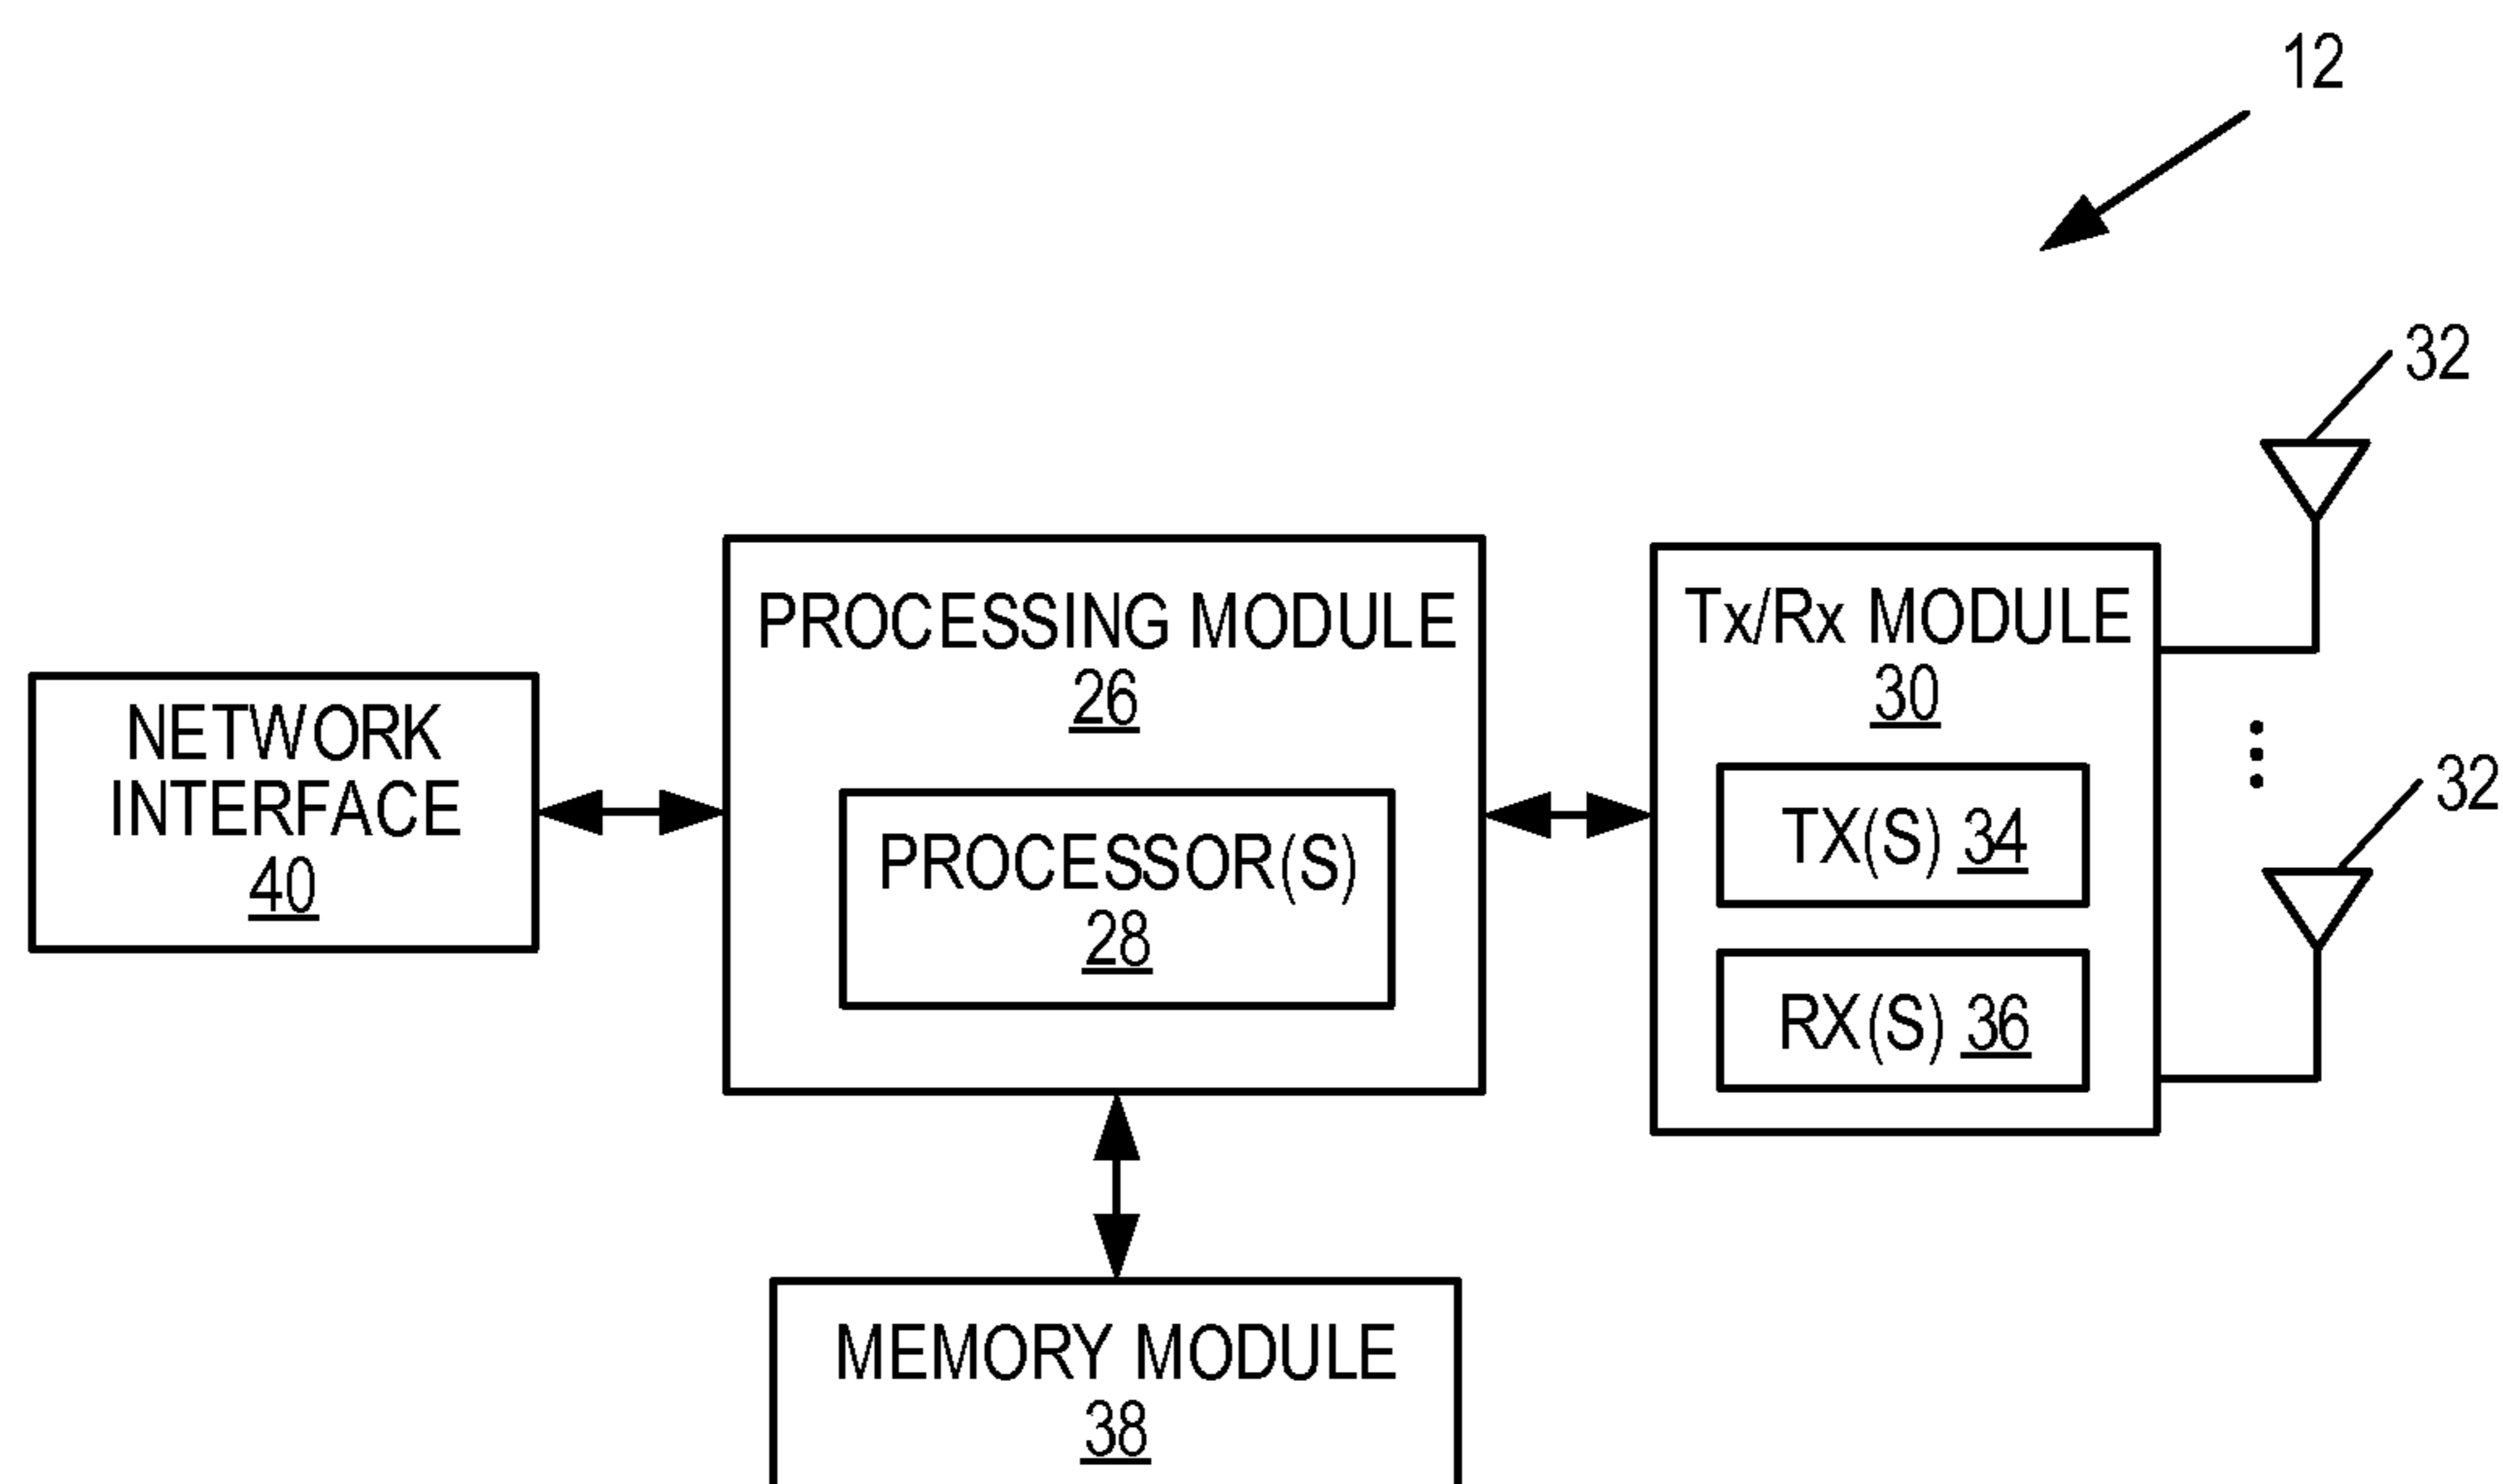 12
32
PROCESSING MODULE
26
PROCESSOR(S)
28
Tx/Rx MODULE
30
TX(S) 34
RX(S) 36
32
NETWORK
INTERFACE
40
MEMORY MODULE
38